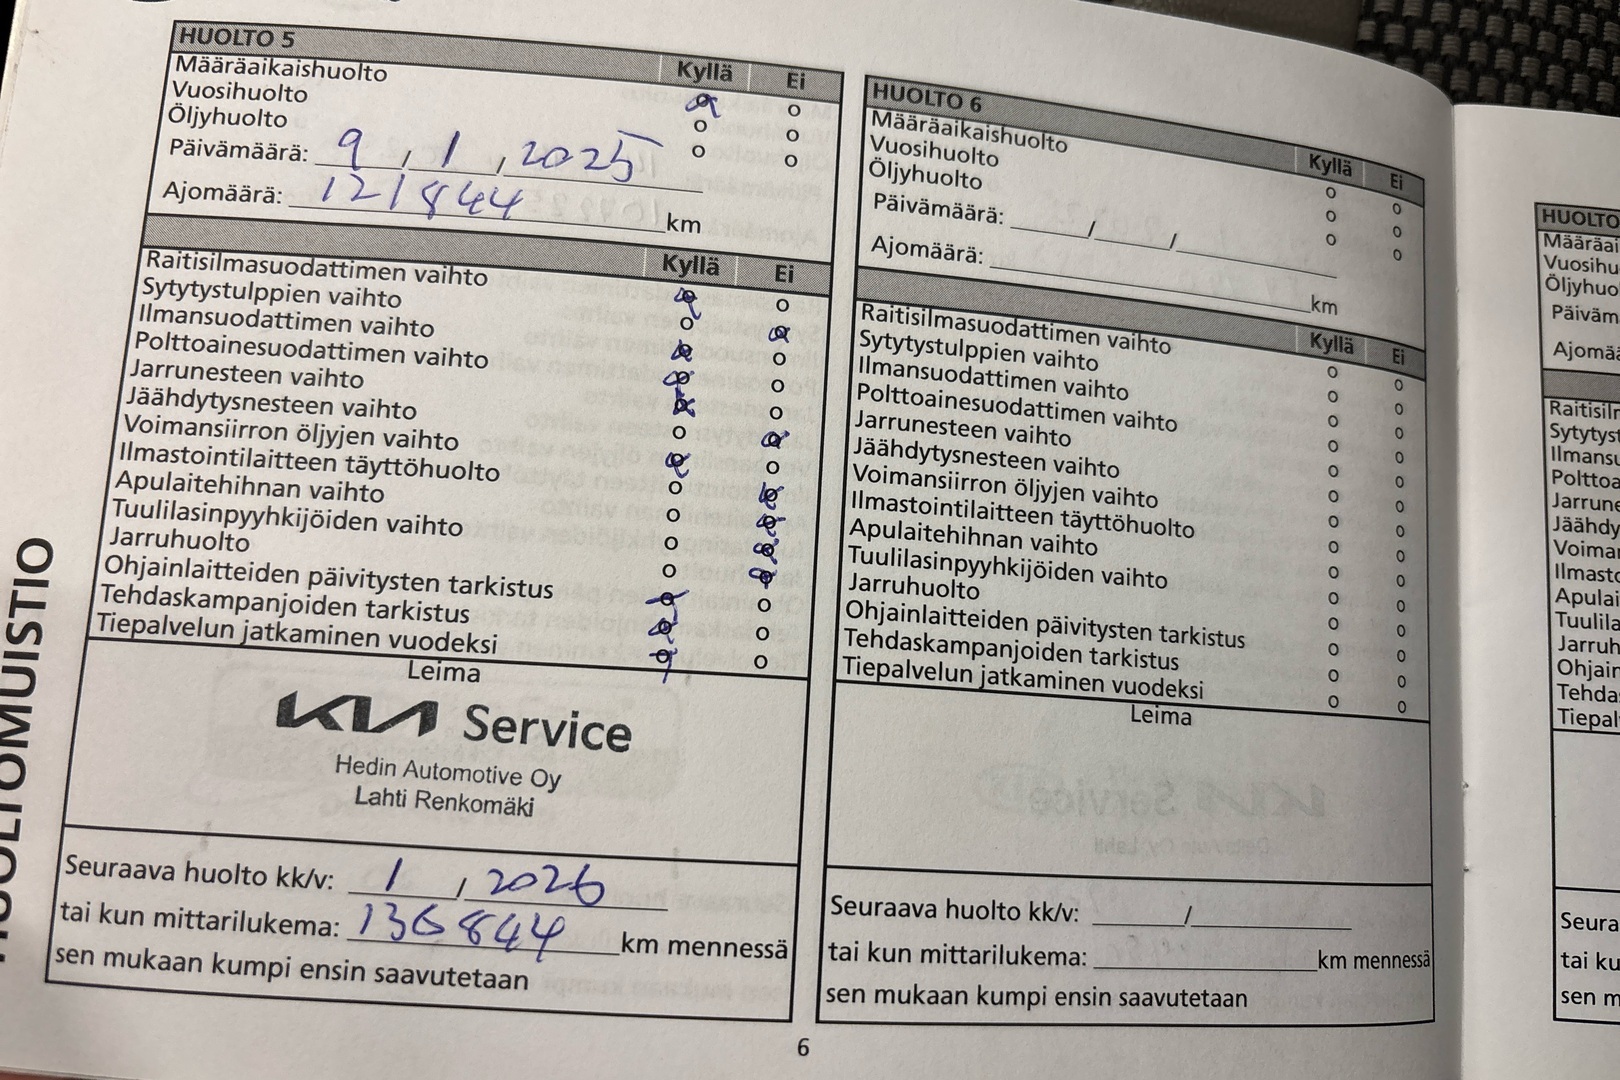 HUOLTO 5
Kyllä Ei
Määräaikaishuolto
Vuosihuolto
Öljyhuolto
Päivämäärä: 9 / 1 / 2025
Ajomäärä: 121844 km
Kyllä Ei
Raitisilmasuodattimen vaihto
Sytytystulppien vaihto
Ilmansuodattimen vaihto
Polttoainesuodattimen vaihto
Jarrunesteen vaihto
Jäähdytysnesteen vaihto
Voimansiirron öljyjen vaihto
Ilmastointilaitteen täyttöhuolto
Apulaitehihnan vaihto
Tuulilasinpyyhkijöiden vaihto
Jarruhuolto
Ohjainlaitteiden päivitysten tarkistus
Tehdaskampanjoiden tarkistus
Tiepalvelun jatkaminen vuodeksi
Leima
KIA Service
Hedin Automotive Oy
Lahti Renkomäki
Seuraava huolto kk/v: 1 / 2026
tai kun mittarilukema: 136844 km mennessä
sen mukaan kumpi ensin saavutetaan
HUOLTO 6
Kyllä Ei
Määräaikaishuolto
Vuosihuolto
Öljyhuolto
Päivämäärä: / /
Ajomäärä: km
Kyllä Ei
Raitisilmasuodattimen vaihto
Sytytystulppien vaihto
Ilmansuodattimen vaihto
Polttoainesuodattimen vaihto
Jarrunesteen vaihto
Jäähdytysnesteen vaihto
Voimansiirron öljyjen vaihto
Ilmastointilaitteen täyttöhuolto
Apulaitehihnan vaihto
Tuulilasinpyyhkijöiden vaihto
Jarruhuolto
Ohjainlaitteiden päivitysten tarkistus
Tehdaskampanjoiden tarkistus
Tiepalvelun jatkaminen vuodeksi
Leima
Seuraava huolto kk/v: /
tai kun mittarilukema: km mennessä
sen mukaan kumpi ensin saavutetaan
6
HUOLTO
Seura
tai ku
sen m